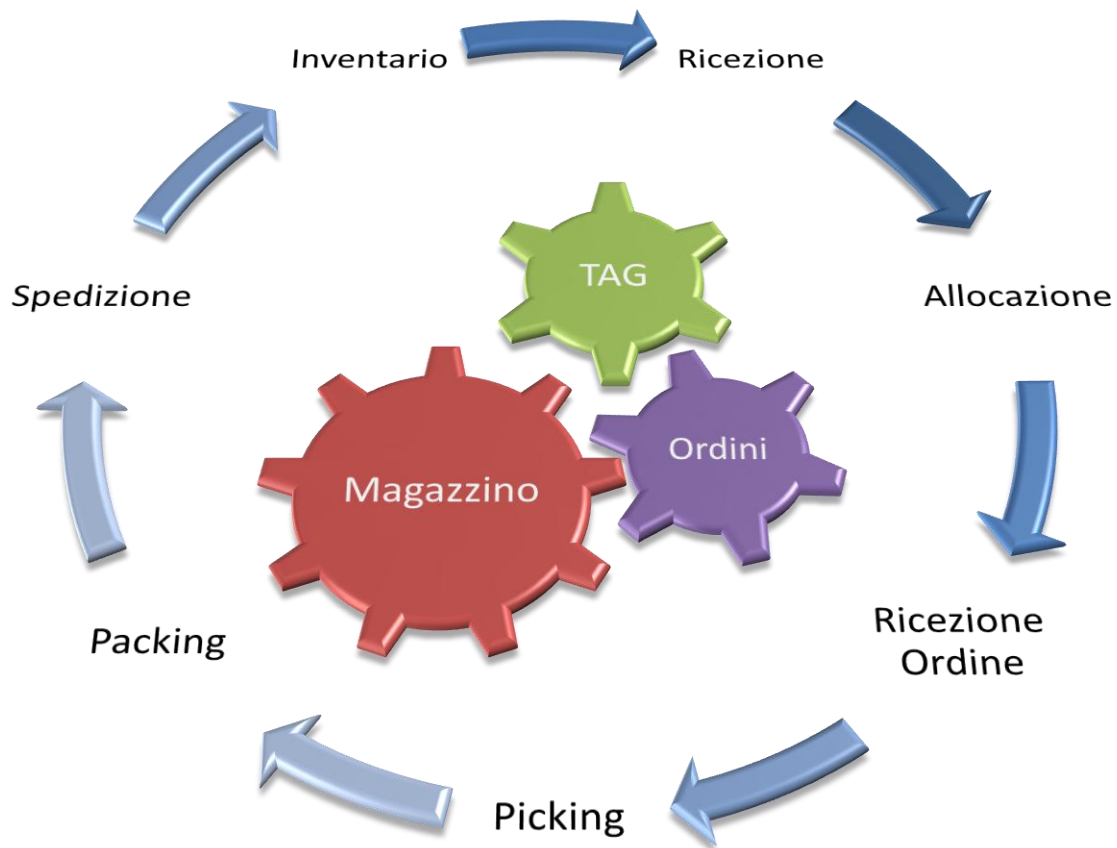 Inventario
Ricezione
TAG
Spedizione
Allocazione
Ordini
Magazzino
Packing
Ricezione
Ordine
Picking